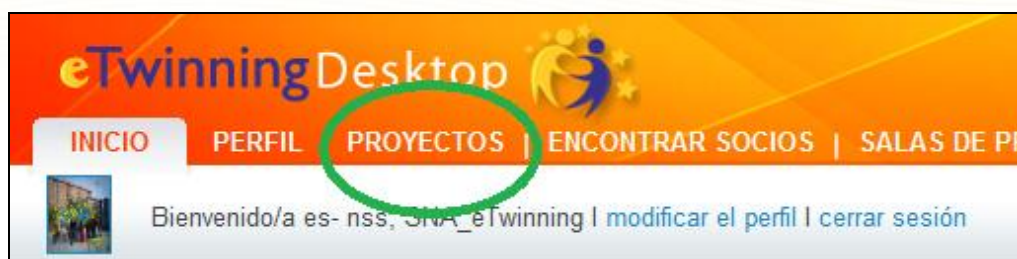 eTwinning Desktop
INICIO PERFIL PROYECTOS | ENCONTRAR SOCIOS | SALAS DE
Bienvenido/a es- nss, SNA_eTwinning | modificar el perfil | cerrar sesión